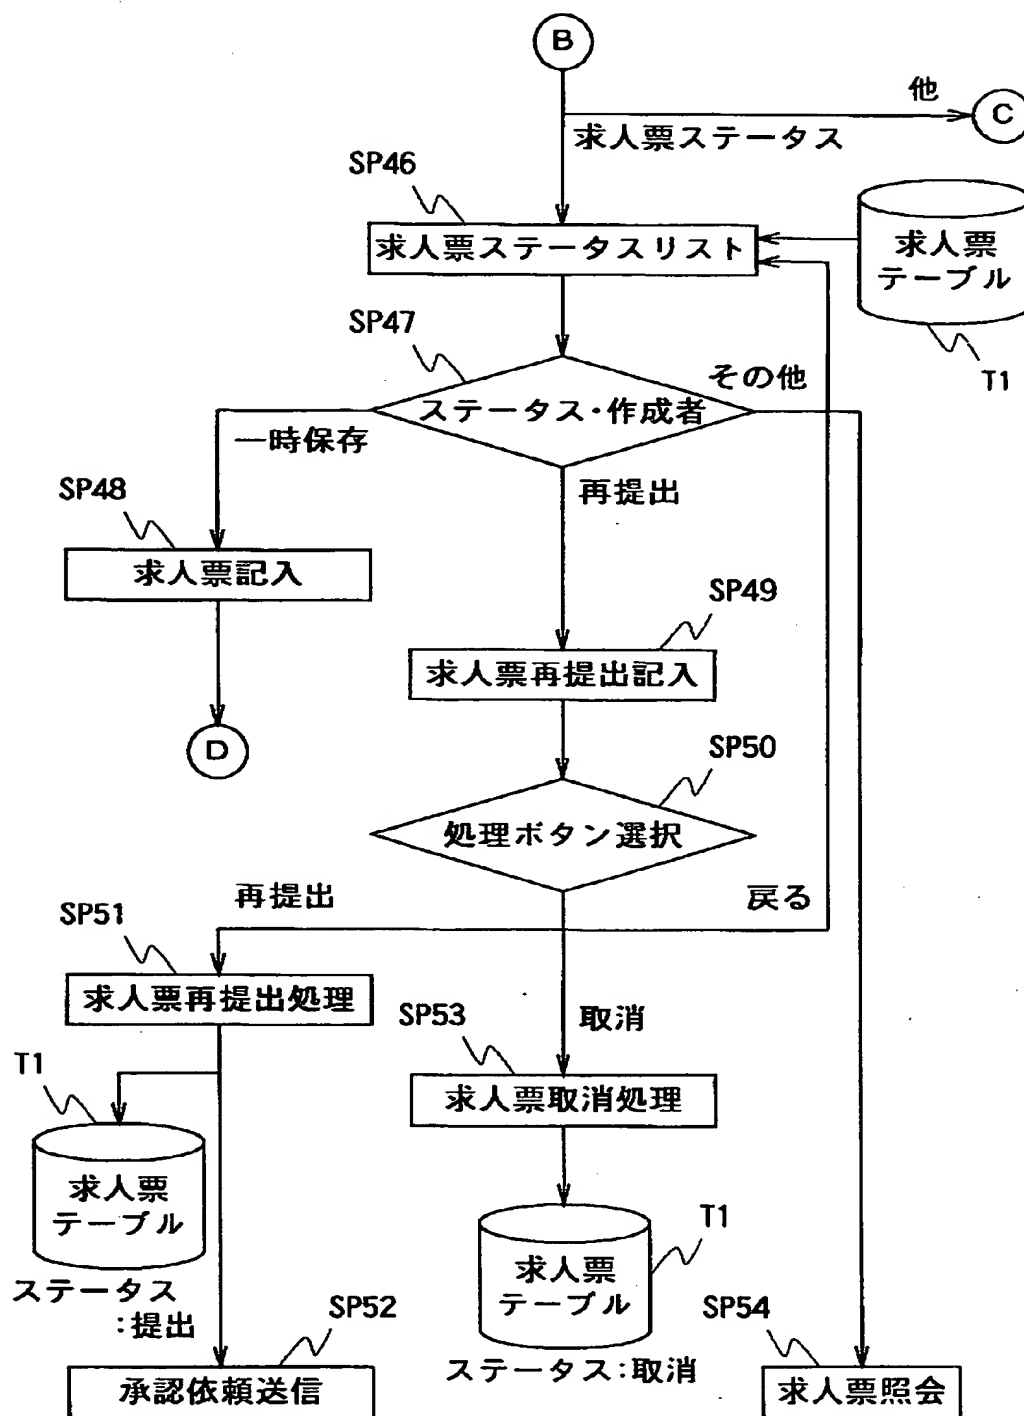 B
他
C
求人票ステータス
SP46
求人票ステータスリスト
求人票
テーブル
T1
SP47
その他
ステータス・作成者
一時保存
再提出
SP48
求人票記入
SP49
求人票再提出記入
D
SP50
処理ボタン選択
再提出
戻る
SP51
求人票再提出処理
SP53
取消
T1
求人票取消処理
求人票
テーブル
ステータス
:提出
T1
求人票
テーブル
ステータス:取消
SP52
承認依頼送信
SP54
求人票照会